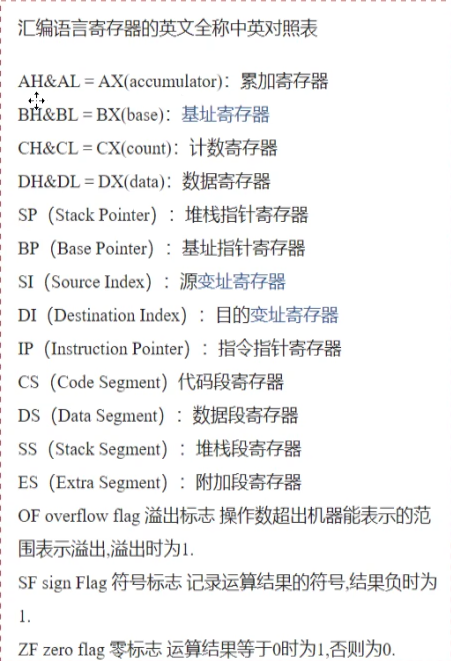 汇编语言寄存器的英文全称中英对照表
AH&AL = AX(accumulator)：累加寄存器
BH&BL = BX(base)：基址寄存器
CH&CL = CX(count)：计数寄存器
DH&DL = DX(data)：数据寄存器
SP（Stack Pointer）：堆栈指针寄存器
BP（Base Pointer）：基址指针寄存器
SI（Source Index）：源变址寄存器
DI（Destination Index）：目的变址寄存器
IP（Instruction Pointer）：指令指针寄存器
CS（Code Segment）代码段寄存器
DS（Data Segment）：数据段寄存器
SS（Stack Segment）：堆栈段寄存器
ES（Extra Segment）：附加段寄存器
OF overflow flag 溢出标志 操作数超出机器能表示的范
围表示溢出,溢出时为1.
SF sign Flag 符号标志 记录运算结果的符号,结果负时为
1.
ZF zero flag 零标志 运算结果等于0时为1,否则为0.